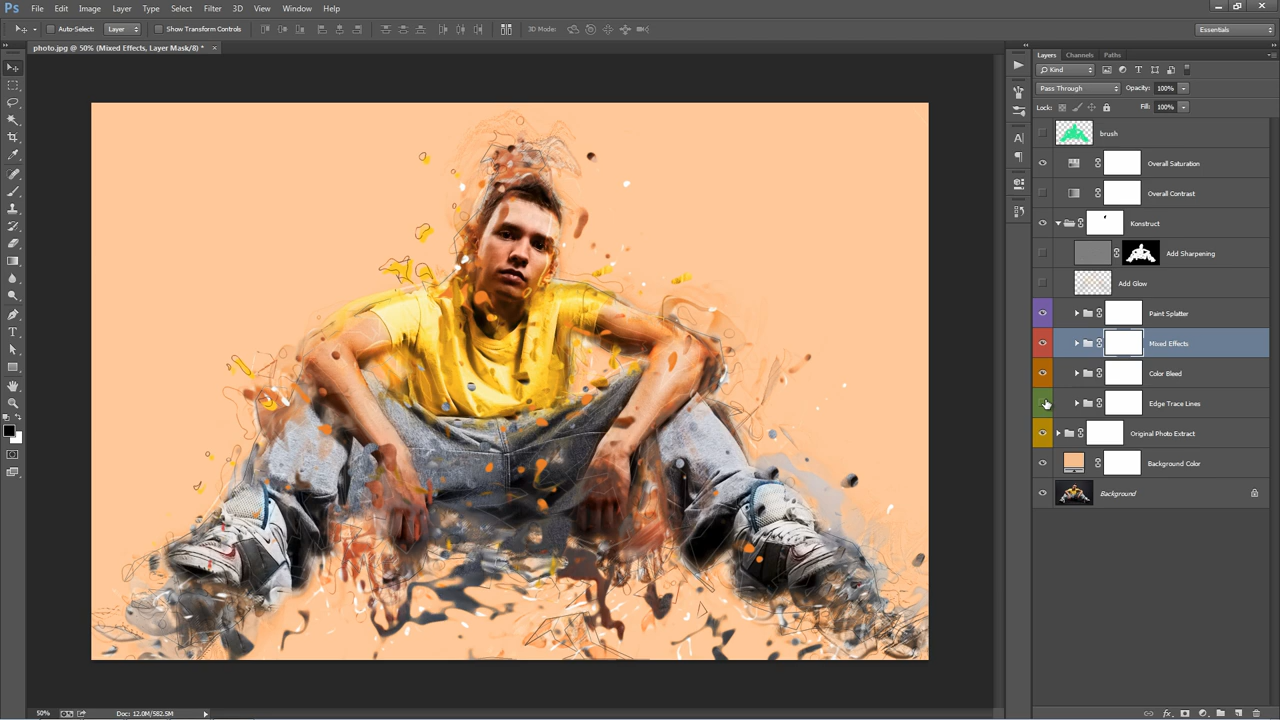 Ps File Edit Image Layer Type Select Filter 3D View Window Help
Auto-Select: Layer Show Transform Controls 3D Mode: Essentials
photo.jpg @ 50% (Mixed Effects, Layer Mask/8) * ×
Layers Channels Paths
Kind
Pass Through Opacity: 100%
Lock: Fill: 100%
brush
Overall Saturation
Overall Contrast
Konstruct
Add Sharpening
Add Glow
Paint Splatter
Mixed Effects
Color Bleed
Edge Trace Lines
Original Photo Extract
Background Color
Background
50% Doc: 12.0M/582.5M